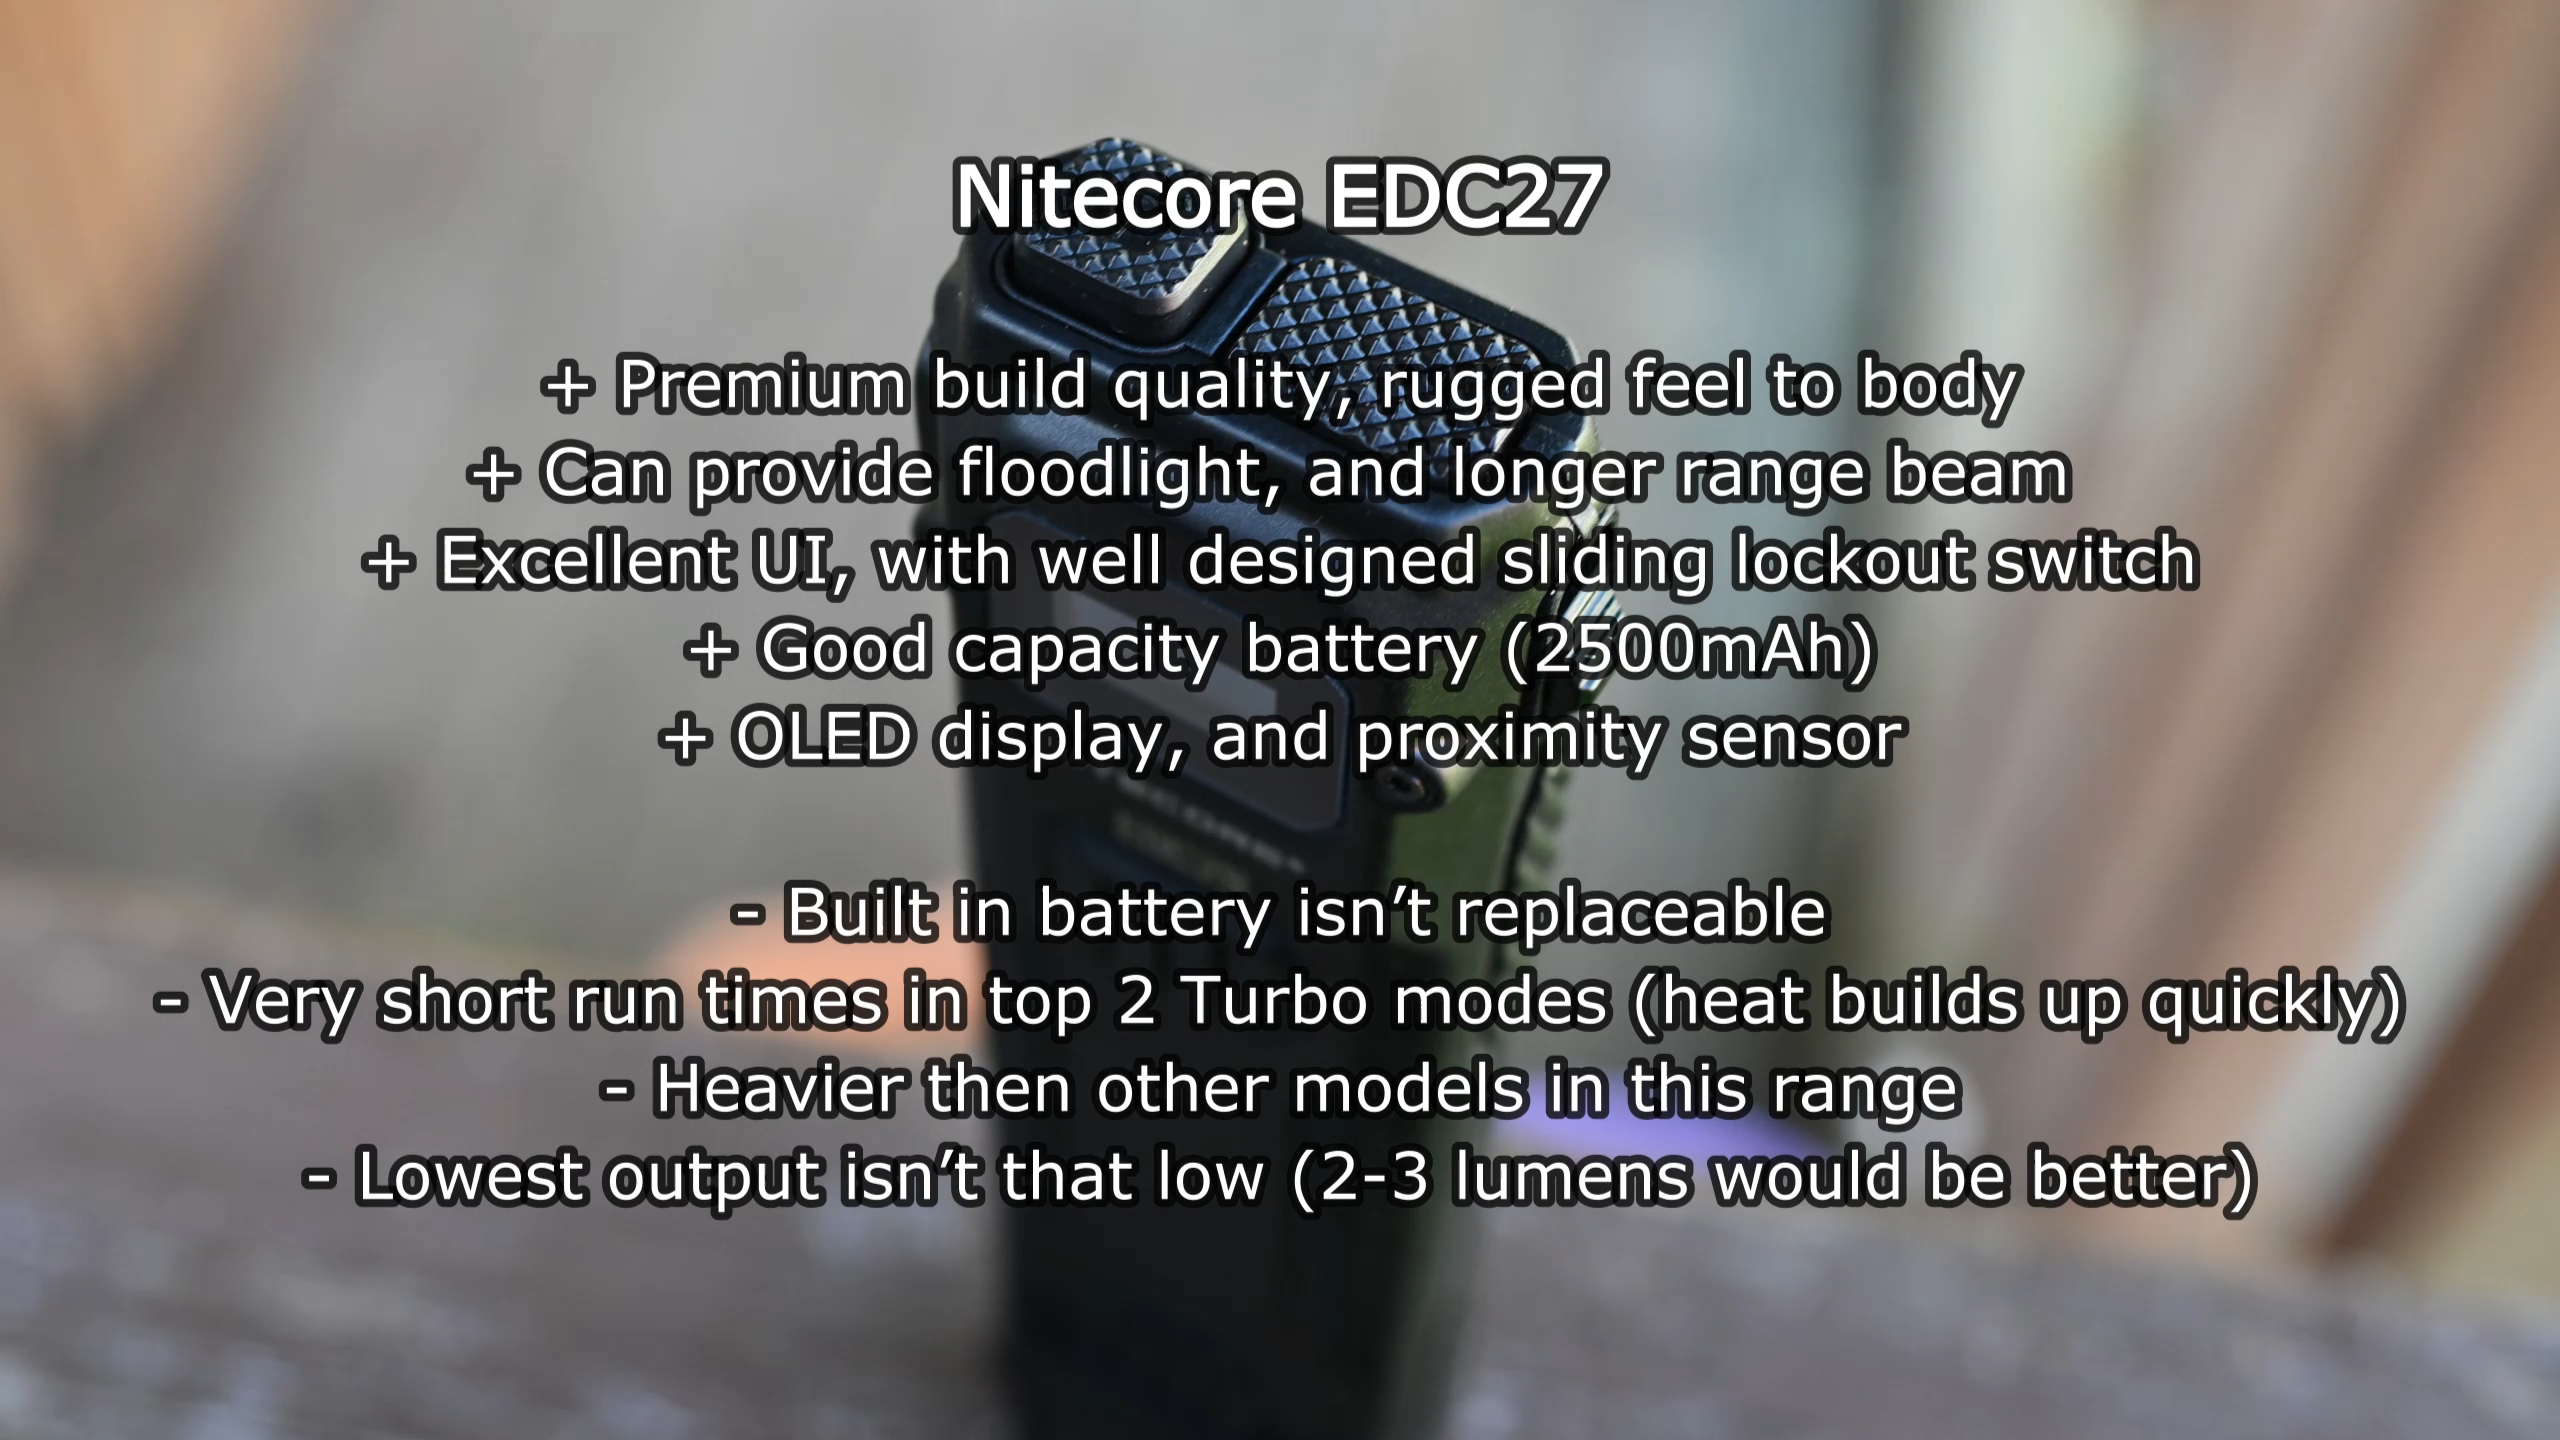 Nitecore EDC27
+ Premium build quality, rugged feel to body
+ Can provide floodlight, and longer range beam
+ Excellent UI, with well designed sliding lockout switch
+ Good capacity battery (2500mAh)
+ OLED display, and proximity sensor
- Built in battery isn’t replaceable
- Very short run times in top 2 Turbo modes (heat builds up quickly)
- Heavier then other models in this range
- Lowest output isn’t that low (2-3 lumens would be better)